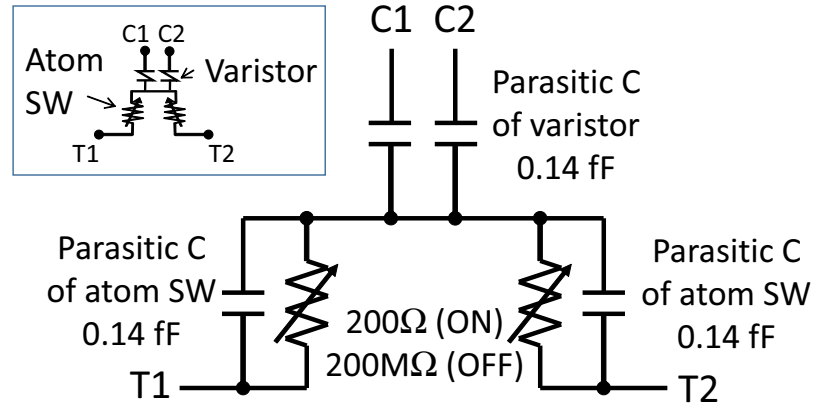 C1 C2
Atom
SW
Varistor
T1
T2
C1 C2
Parasitic C
of varistor
0.14 fF
Parasitic C
of atom SW
0.14 fF
200Ω (ON)
200MΩ (OFF)
Parasitic C
of atom SW
0.14 fF
T1
T2